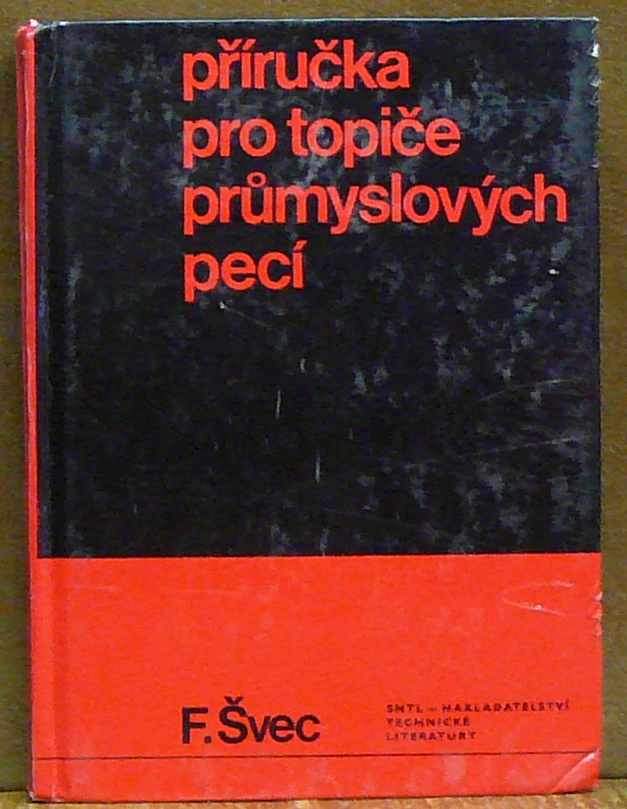 příručka
pro topiče
průmyslových
pecí
F. Švec
SNTL – NAKLADATELSTVÍ
TECHNICKÉ
LITERATURY